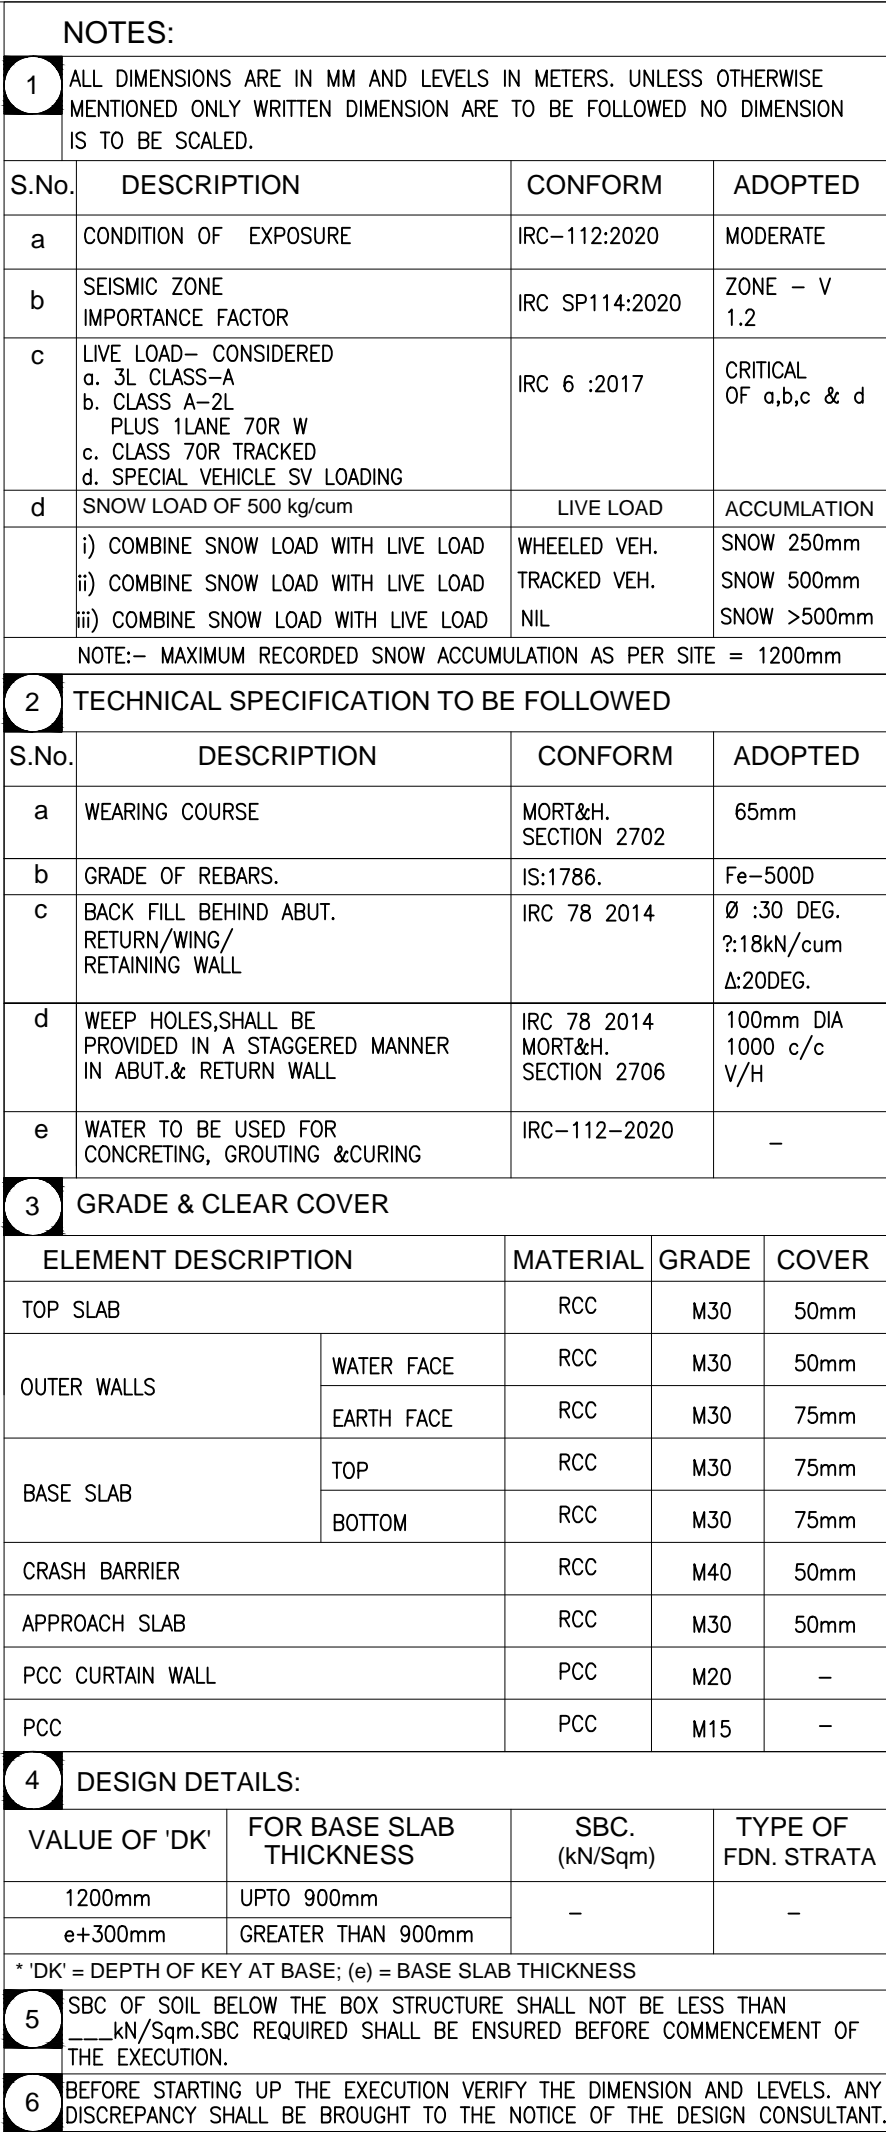 NOTES:
1 ALL DIMENSIONS ARE IN MM AND LEVELS IN METERS. UNLESS OTHERWISE
MENTIONED ONLY WRITTEN DIMENSION ARE TO BE FOLLOWED NO DIMENSION
IS TO BE SCALED.
S.No. DESCRIPTION CONFORM ADOPTED
a CONDITION OF EXPOSURE IRC-112:2020 MODERATE
b SEISMIC ZONE IRC SP114:2020 ZONE - V
IMPORTANCE FACTOR 1.2
c LIVE LOAD- CONSIDERED IRC 6 :2017 CRITICAL
a. 3L CLASS-A OF a,b,c & d
b. CLASS A-2L
PLUS 1LANE 70R W
c. CLASS 70R TRACKED
d. SPECIAL VEHICLE SV LOADING
d SNOW LOAD OF 500 kg/cum LIVE LOAD ACCUMLATION
i) COMBINE SNOW LOAD WITH LIVE LOAD WHEELED VEH. SNOW 250mm
ii) COMBINE SNOW LOAD WITH LIVE LOAD TRACKED VEH. SNOW 500mm
iii) COMBINE SNOW LOAD WITH LIVE LOAD NIL SNOW >500mm
NOTE:- MAXIMUM RECORDED SNOW ACCUMULATION AS PER SITE = 1200mm
2 TECHNICAL SPECIFICATION TO BE FOLLOWED
S.No. DESCRIPTION CONFORM ADOPTED
a WEARING COURSE MORT&H. 65mm
SECTION 2702
b GRADE OF REBARS. IS:1786. Fe-500D
c BACK FILL BEHIND ABUT. IRC 78 2014 Ø :30 DEG.
RETURN/WING/ ?:18kN/cum
RETAINING WALL Δ:20DEG.
d WEEP HOLES,SHALL BE IRC 78 2014 100mm DIA
PROVIDED IN A STAGGERED MANNER MORT&H. 1000 c/c
IN ABUT.& RETURN WALL SECTION 2706 V/H
e WATER TO BE USED FOR IRC-112-2020 -
CONCRETING, GROUTING &CURING
3 GRADE & CLEAR COVER
ELEMENT DESCRIPTION MATERIAL GRADE COVER
TOP SLAB RCC M30 50mm
OUTER WALLS WATER FACE RCC M30 50mm
EARTH FACE RCC M30 75mm
BASE SLAB TOP RCC M30 75mm
BOTTOM RCC M30 75mm
CRASH BARRIER RCC M40 50mm
APPROACH SLAB RCC M30 50mm
PCC CURTAIN WALL PCC M20 -
PCC PCC M15 -
4 DESIGN DETAILS:
VALUE OF 'DK' FOR BASE SLAB SBC. TYPE OF
THICKNESS (kN/Sqm) FDN. STRATA
1200mm UPTO 900mm - -
e+300mm GREATER THAN 900mm
* 'DK' = DEPTH OF KEY AT BASE; (e) = BASE SLAB THICKNESS
5 SBC OF SOIL BELOW THE BOX STRUCTURE SHALL NOT BE LESS THAN
___kN/Sqm.SBC REQUIRED SHALL BE ENSURED BEFORE COMMENCEMENT OF
THE EXECUTION.
6 BEFORE STARTING UP THE EXECUTION VERIFY THE DIMENSION AND LEVELS. ANY
DISCREPANCY SHALL BE BROUGHT TO THE NOTICE OF THE DESIGN CONSULTANT.